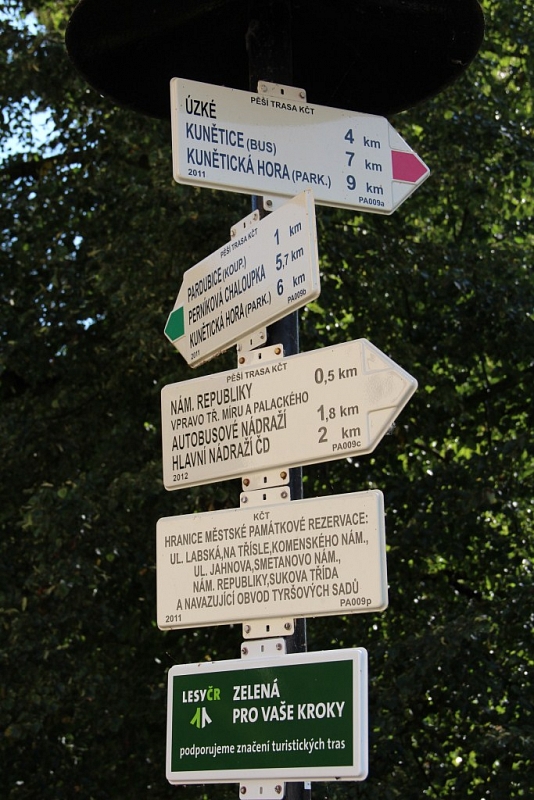 PĚŠÍ TRASA KČT
ÚZKÉ 4 km
KUNĚTICE (BUS) 7 km
KUNĚTICKÁ HORA (PARK.) 9 km
2011 PA009a
PĚŠÍ TRASA KČT
PARDUBICE (KOUP.) 1 km
PERNÍKOVÁ CHALOUPKA 5,7 km
KUNĚTICKÁ HORA (PARK.) 6 km
2011 PA009b
PĚŠÍ TRASA KČT
NÁM. REPUBLIKY 0,5 km
VPRAVO TŘ. MÍRU A PALACKÉHO
AUTOBUSOVÉ NÁDRAŽÍ 1,8 km
HLAVNÍ NÁDRAŽÍ ČD 2 km
2012 PA009c
KČT
HRANICE MĚSTSKÉ PAMÁTKOVÉ REZERVACE:
UL. LABSKÁ,NA TŘÍSLE,KOMENSKÉHO NÁM.,
UL. JAHNOVA,SMETANOVO NÁM.,
NÁM. REPUBLIKY,SUKOVA TŘÍDA
A NAVAZUJÍCÍ OBVOD TYRŠOVÝCH SADŮ
2011 PA009p
LESYČR
ZELENÁ
PRO VAŠE KROKY
podporujeme značení turistických tras